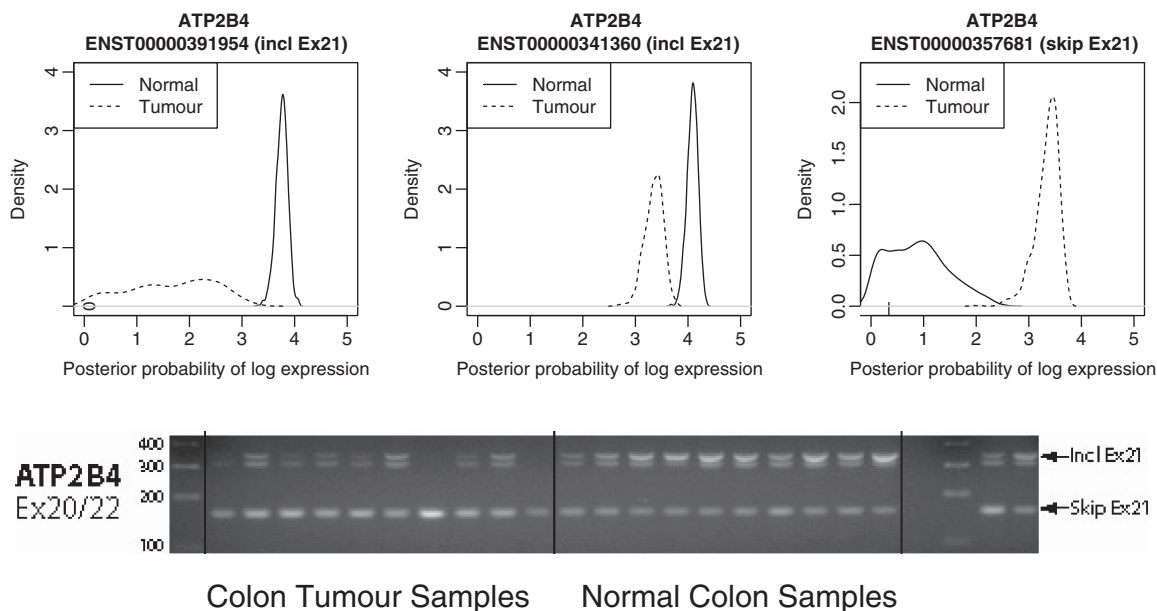 ATP2B4
ENST00000391954 (incl Ex21)
Normal
Tumour
Density
0
1
2
3
4
0 1 2 3 4 5
Posterior probability of log expression
ATP2B4
ENST00000341360 (incl Ex21)
Normal
Tumour
Density
0
1
2
3
4
0 1 2 3 4 5
Posterior probability of log expression
ATP2B4
ENST00000357681 (skip Ex21)
Normal
Tumour
Density
0.0
0.5
1.0
1.5
2.0
0 1 2 3 4 5
Posterior probability of log expression
ATP2B4
Ex20/22
400
300
200
100
Incl Ex21
Skip Ex21
Colon Tumour Samples
Normal Colon Samples